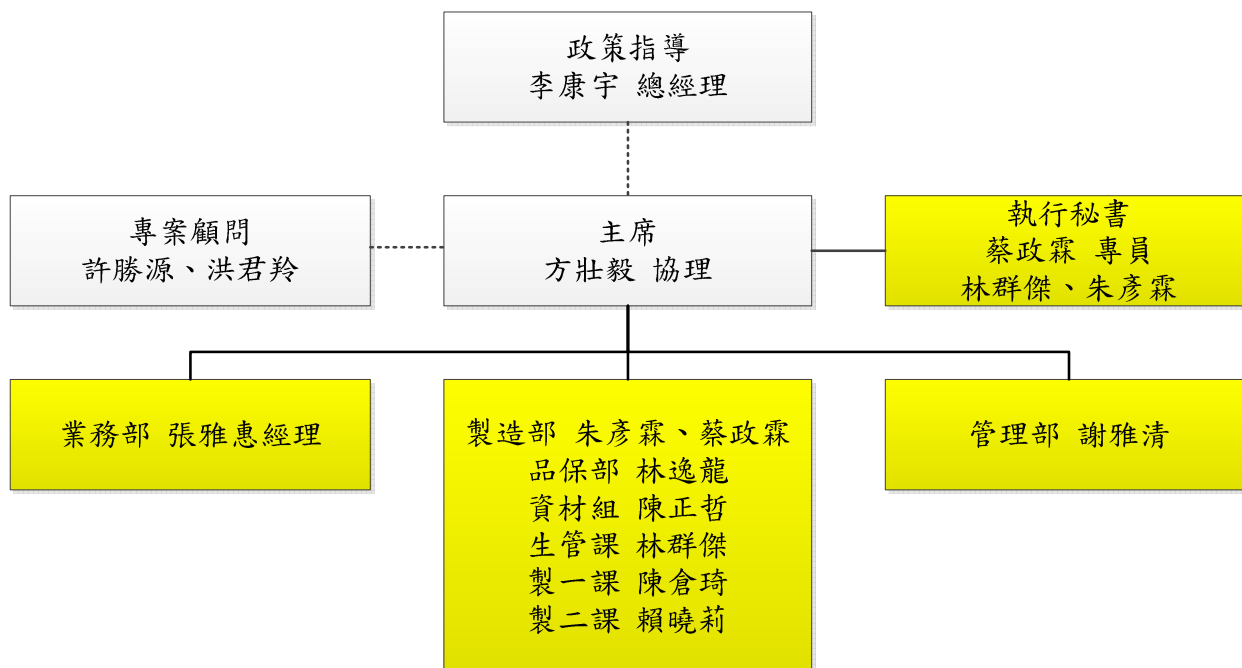 政策指導
李康宇 總經理
專案顧問
許勝源、洪君羚
主席
方壯毅 協理
執行秘書
蔡政霖 專員
林群傑、朱彥霖
業務部 張雅惠經理
製造部 朱彥霖、蔡政霖
品保部 林逸龍
資材組 陳正哲
生管課 林群傑
製一課 陳倉琦
製二課 賴曉莉
管理部 謝雅清